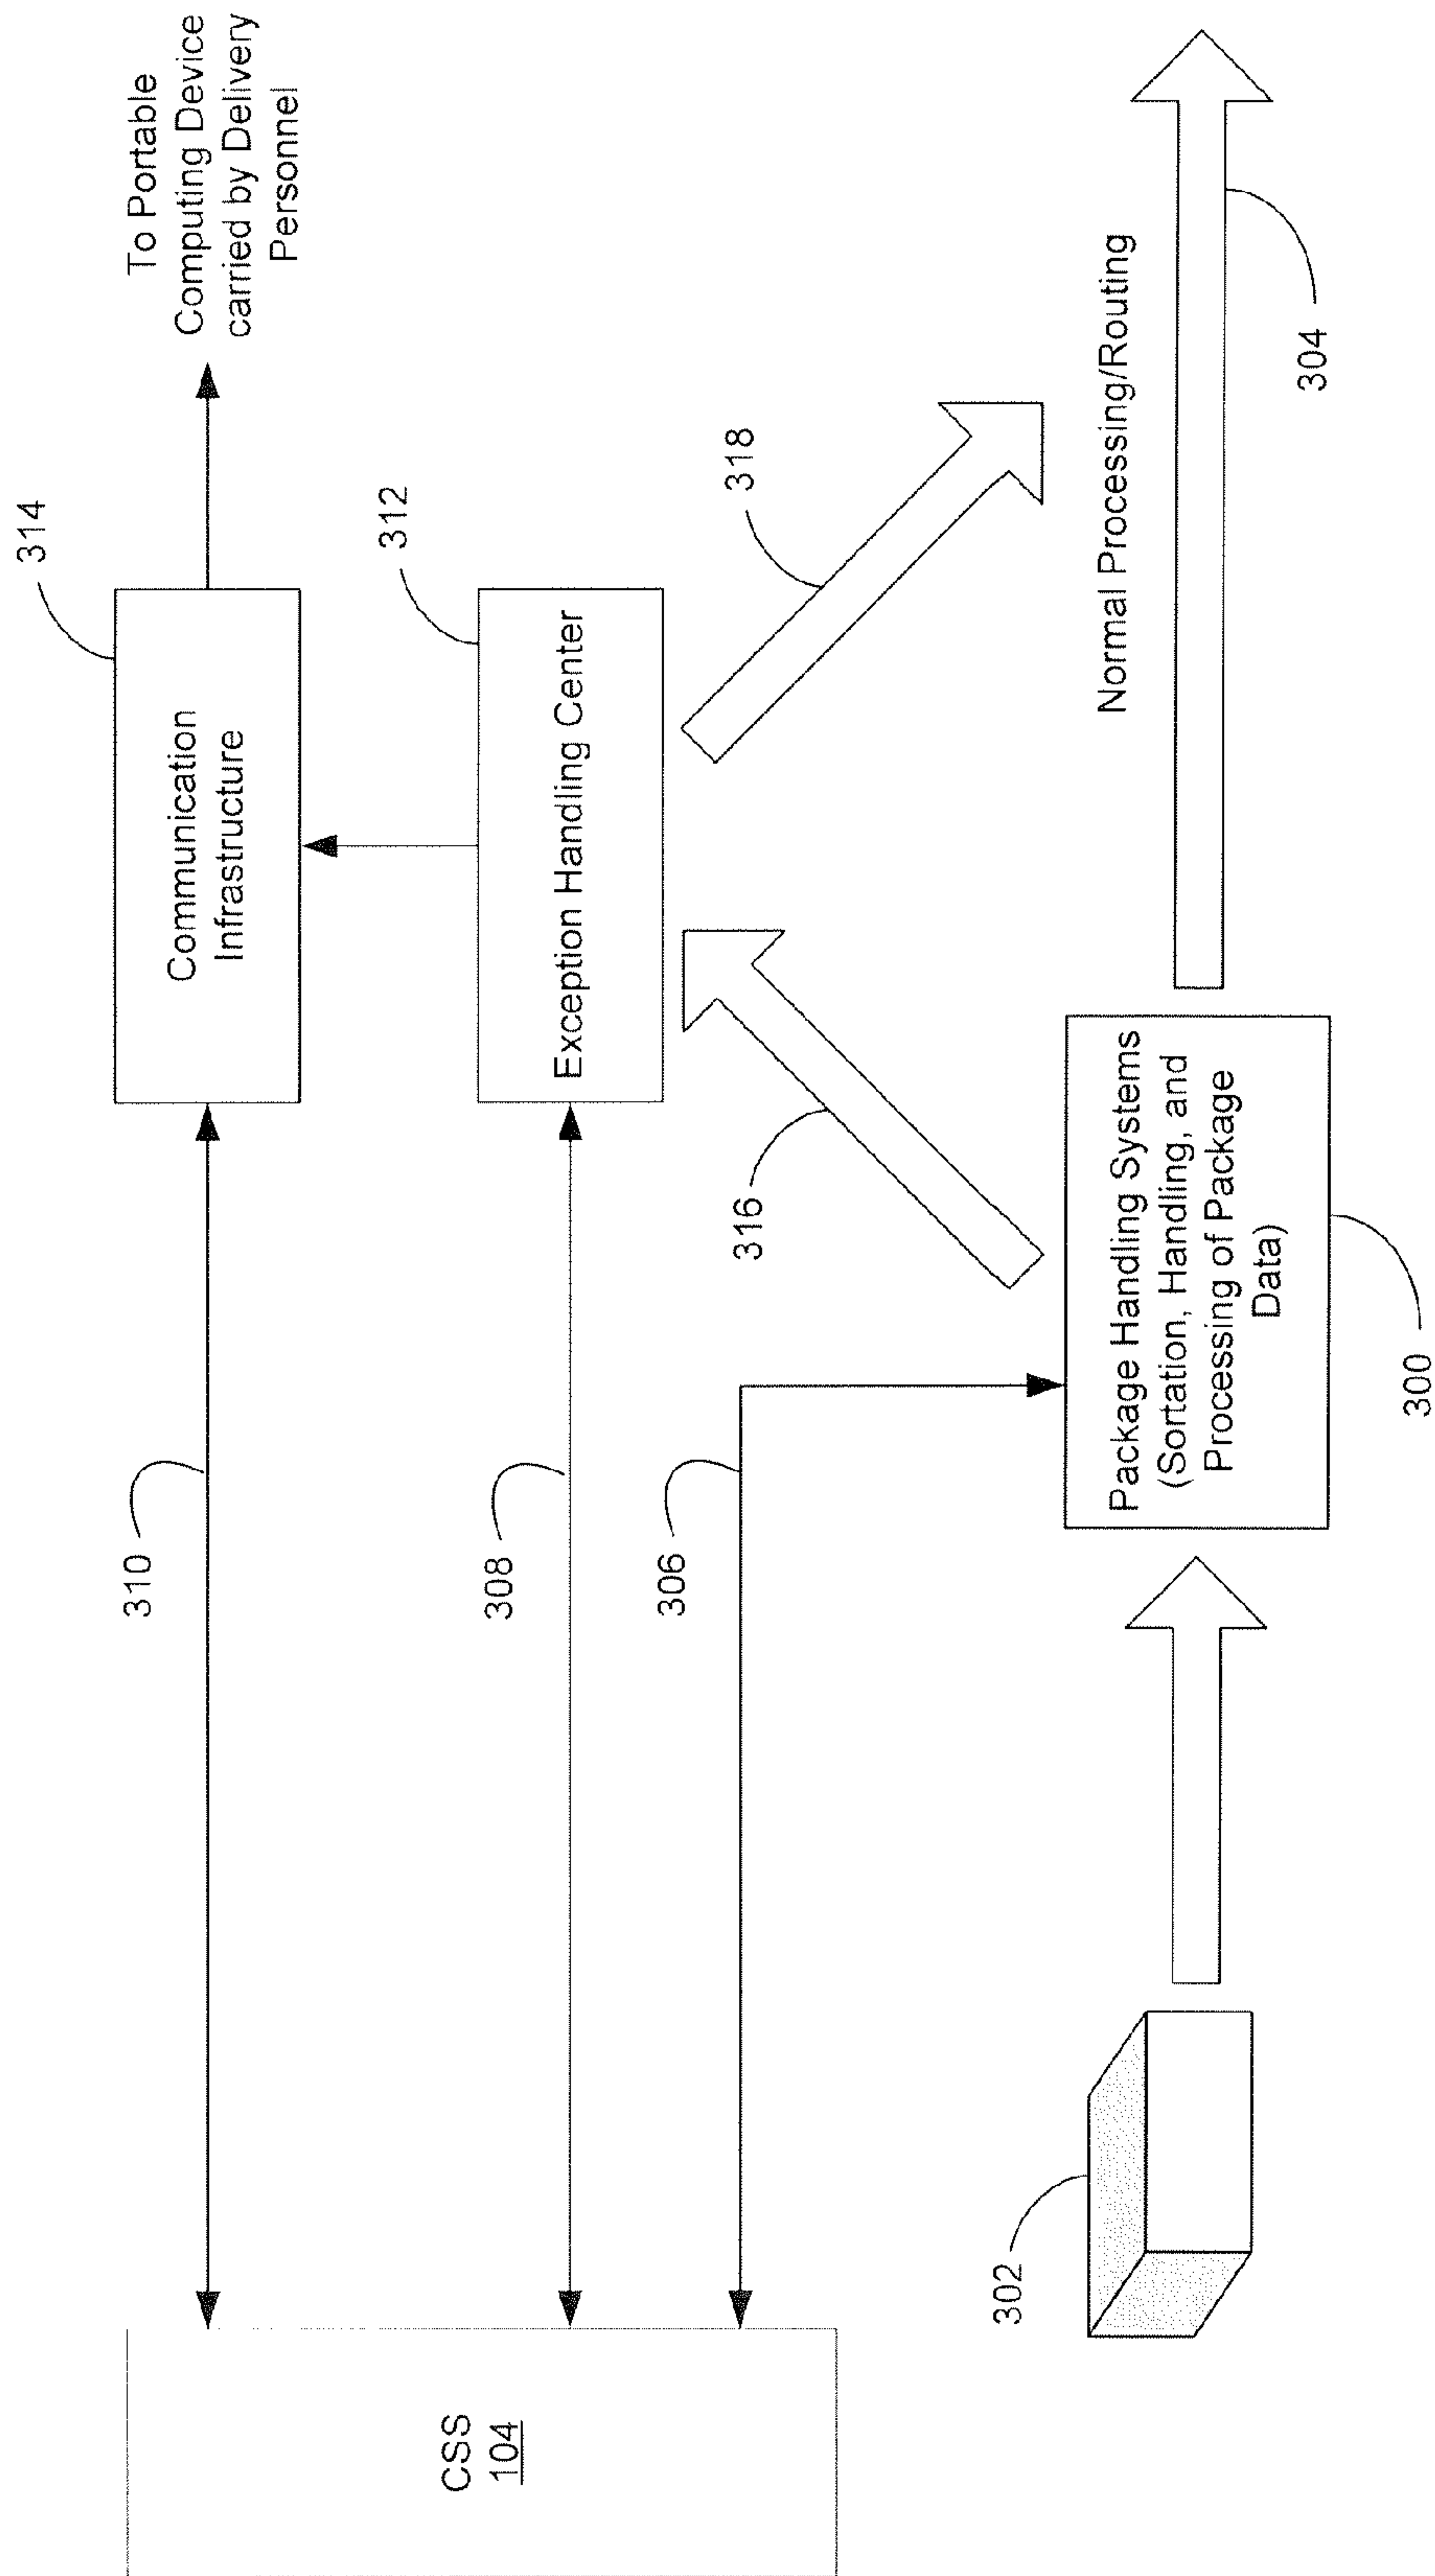 CSS
104
310
308
306
302
314
Communication
Infrastructure
To Portable
Computing Device
carried by Delivery
Personnel
312
Exception Handling Center
316
318
Package Handling Systems
(Sortation, Handling, and
Processing of Package
Data)
300
Normal Processing/Routing
304